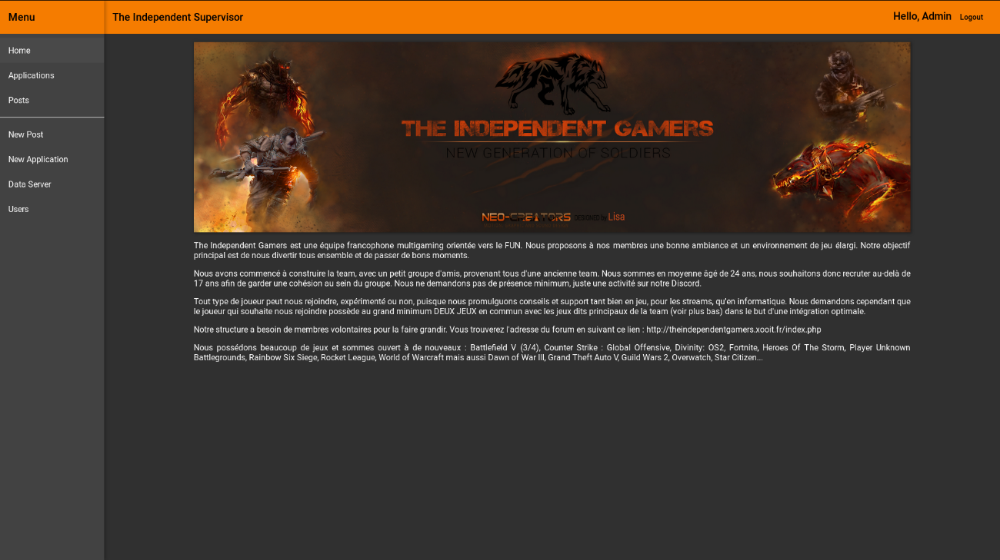 Menu
The Independent Supervisor
Hello, Admin
Logout
Home
Applications
Posts
New Post
New Application
Data Server
Users
THE INDEPENDENT GAMERS
NEW GENERATION OF SOLDIERS
NEO-CREATORS DESIGNED by Lisa
The Independent Gamers est une équipe francophone multigaming orientée vers le FUN. Nous proposons à nos membres une bonne ambiance et un environnement de jeu élargi. Notre objectif
principal est de nous divertir tous ensemble et de passer de bons moments.
Nous avons commencé à construire la team, avec un petit groupe d'amis, provenant tous d'une ancienne team. Nous sommes en moyenne âgé de 24 ans, nous souhaitons donc recruter au-delà de
17 ans afin de garder une cohésion au sein du groupe. Nous ne demandons pas de présence minimum, juste une activité sur notre Discord.
Tout type de joueur peut nous rejoindre, expérimenté ou non, puisque nous promulguons conseils et support tant bien en jeu, pour les streams, qu'en informatique. Nous demandons cependant que
le joueur qui souhaite nous rejoindre possède au grand minimum DEUX JEUX en commun avec les jeux dits principaux de la team (voir plus bas) dans le but d'une intégration optimale.
Notre structure a besoin de membres volontaires pour la faire grandir. Vous trouverez l'adresse du forum en suivant ce lien : http://theindependentgamers.xooit.fr/index.php
Nous possédons beaucoup de jeux et sommes ouvert à de nouveaux : Battlefield V (3/4), Counter Strike : Global Offensive, Divinity: OS2, Fortnite, Heroes Of The Storm, Player Unknown
Battlegrounds, Rainbow Six Siege, Rocket League, World of Warcraft mais aussi Dawn of War III, Grand Theft Auto V, Guild Wars 2, Overwatch, Star Citizen...